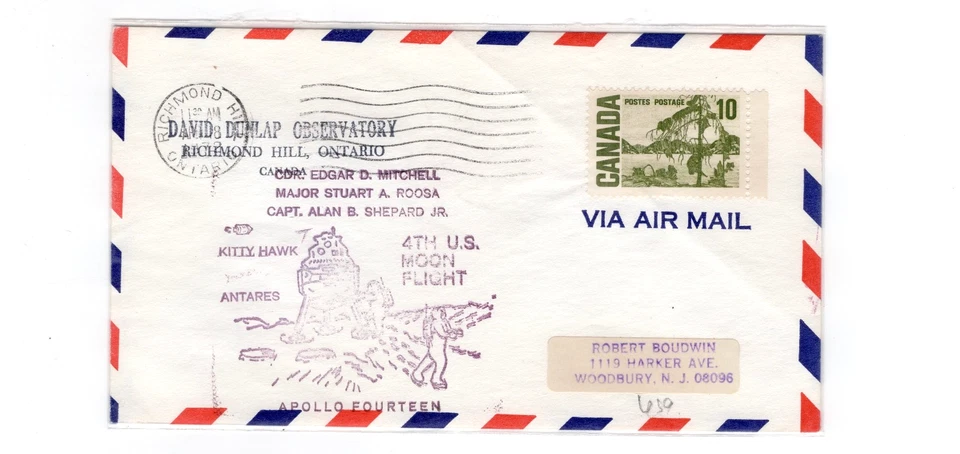 RICHMOND HILL
ONTARIO
AM
DAVID DUNLAP OBSERVATORY
RICHMOND HILL, ONTARIO
CANADA
CDR. EDGAR D. MITCHELL
MAJOR STUART A. ROOSA
CAPT. ALAN B. SHEPARD JR.
KITTY HAWK
ANTARES
4TH U.S.
MOON
FLIGHT
APOLLO FOURTEEN
CANADA
POSTES POSTAGE
10
VIA AIR MAIL
ROBERT BOUDWIN
1119 HARKER AVE.
WOODBURY, N. J. 08096